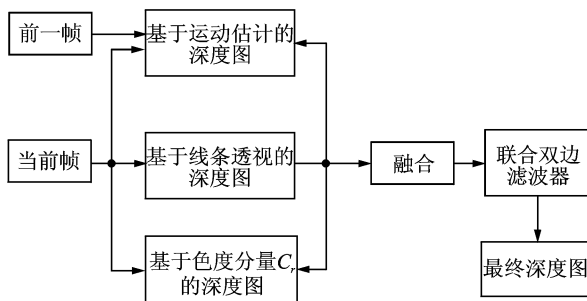 前一帧
基于运动估计的
深度图
当前帧
基于线条透视的
深度图
融合
联合双边
滤波器
基于色度分量Cr
的深度图
最终深度图